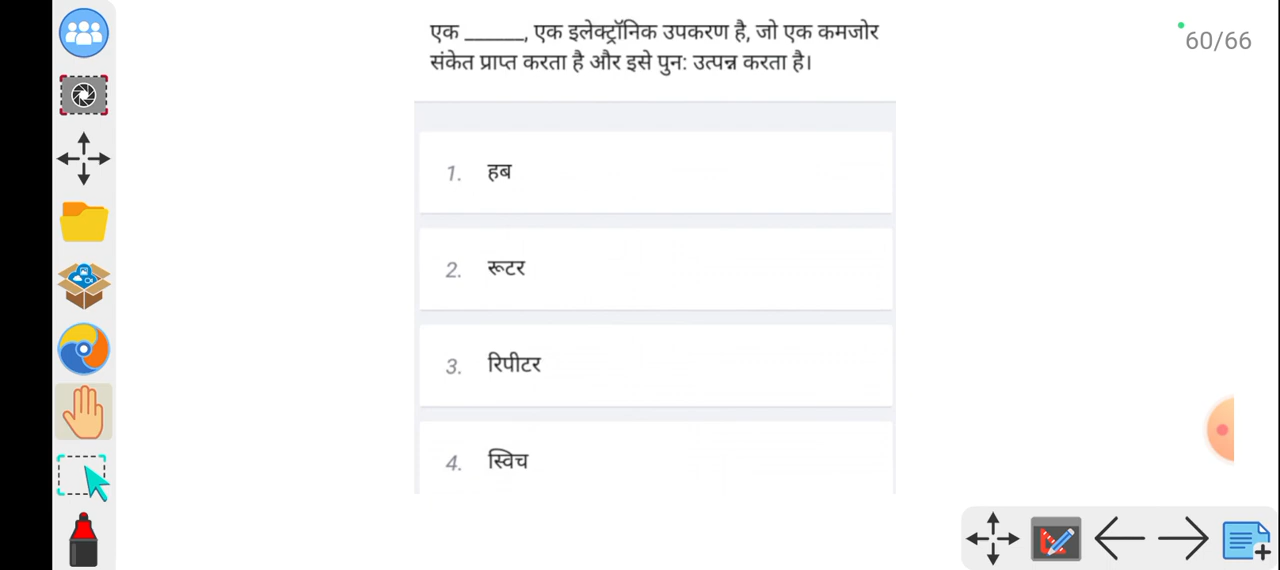 एक ______, एक इलेक्ट्रॉनिक उपकरण है, जो एक कमजोर
संकेत प्राप्त करता है और इसे पुन: उत्पन्न करता है।
60/66
1. हब
2. रूटर
3. रिपीटर
4. स्विच